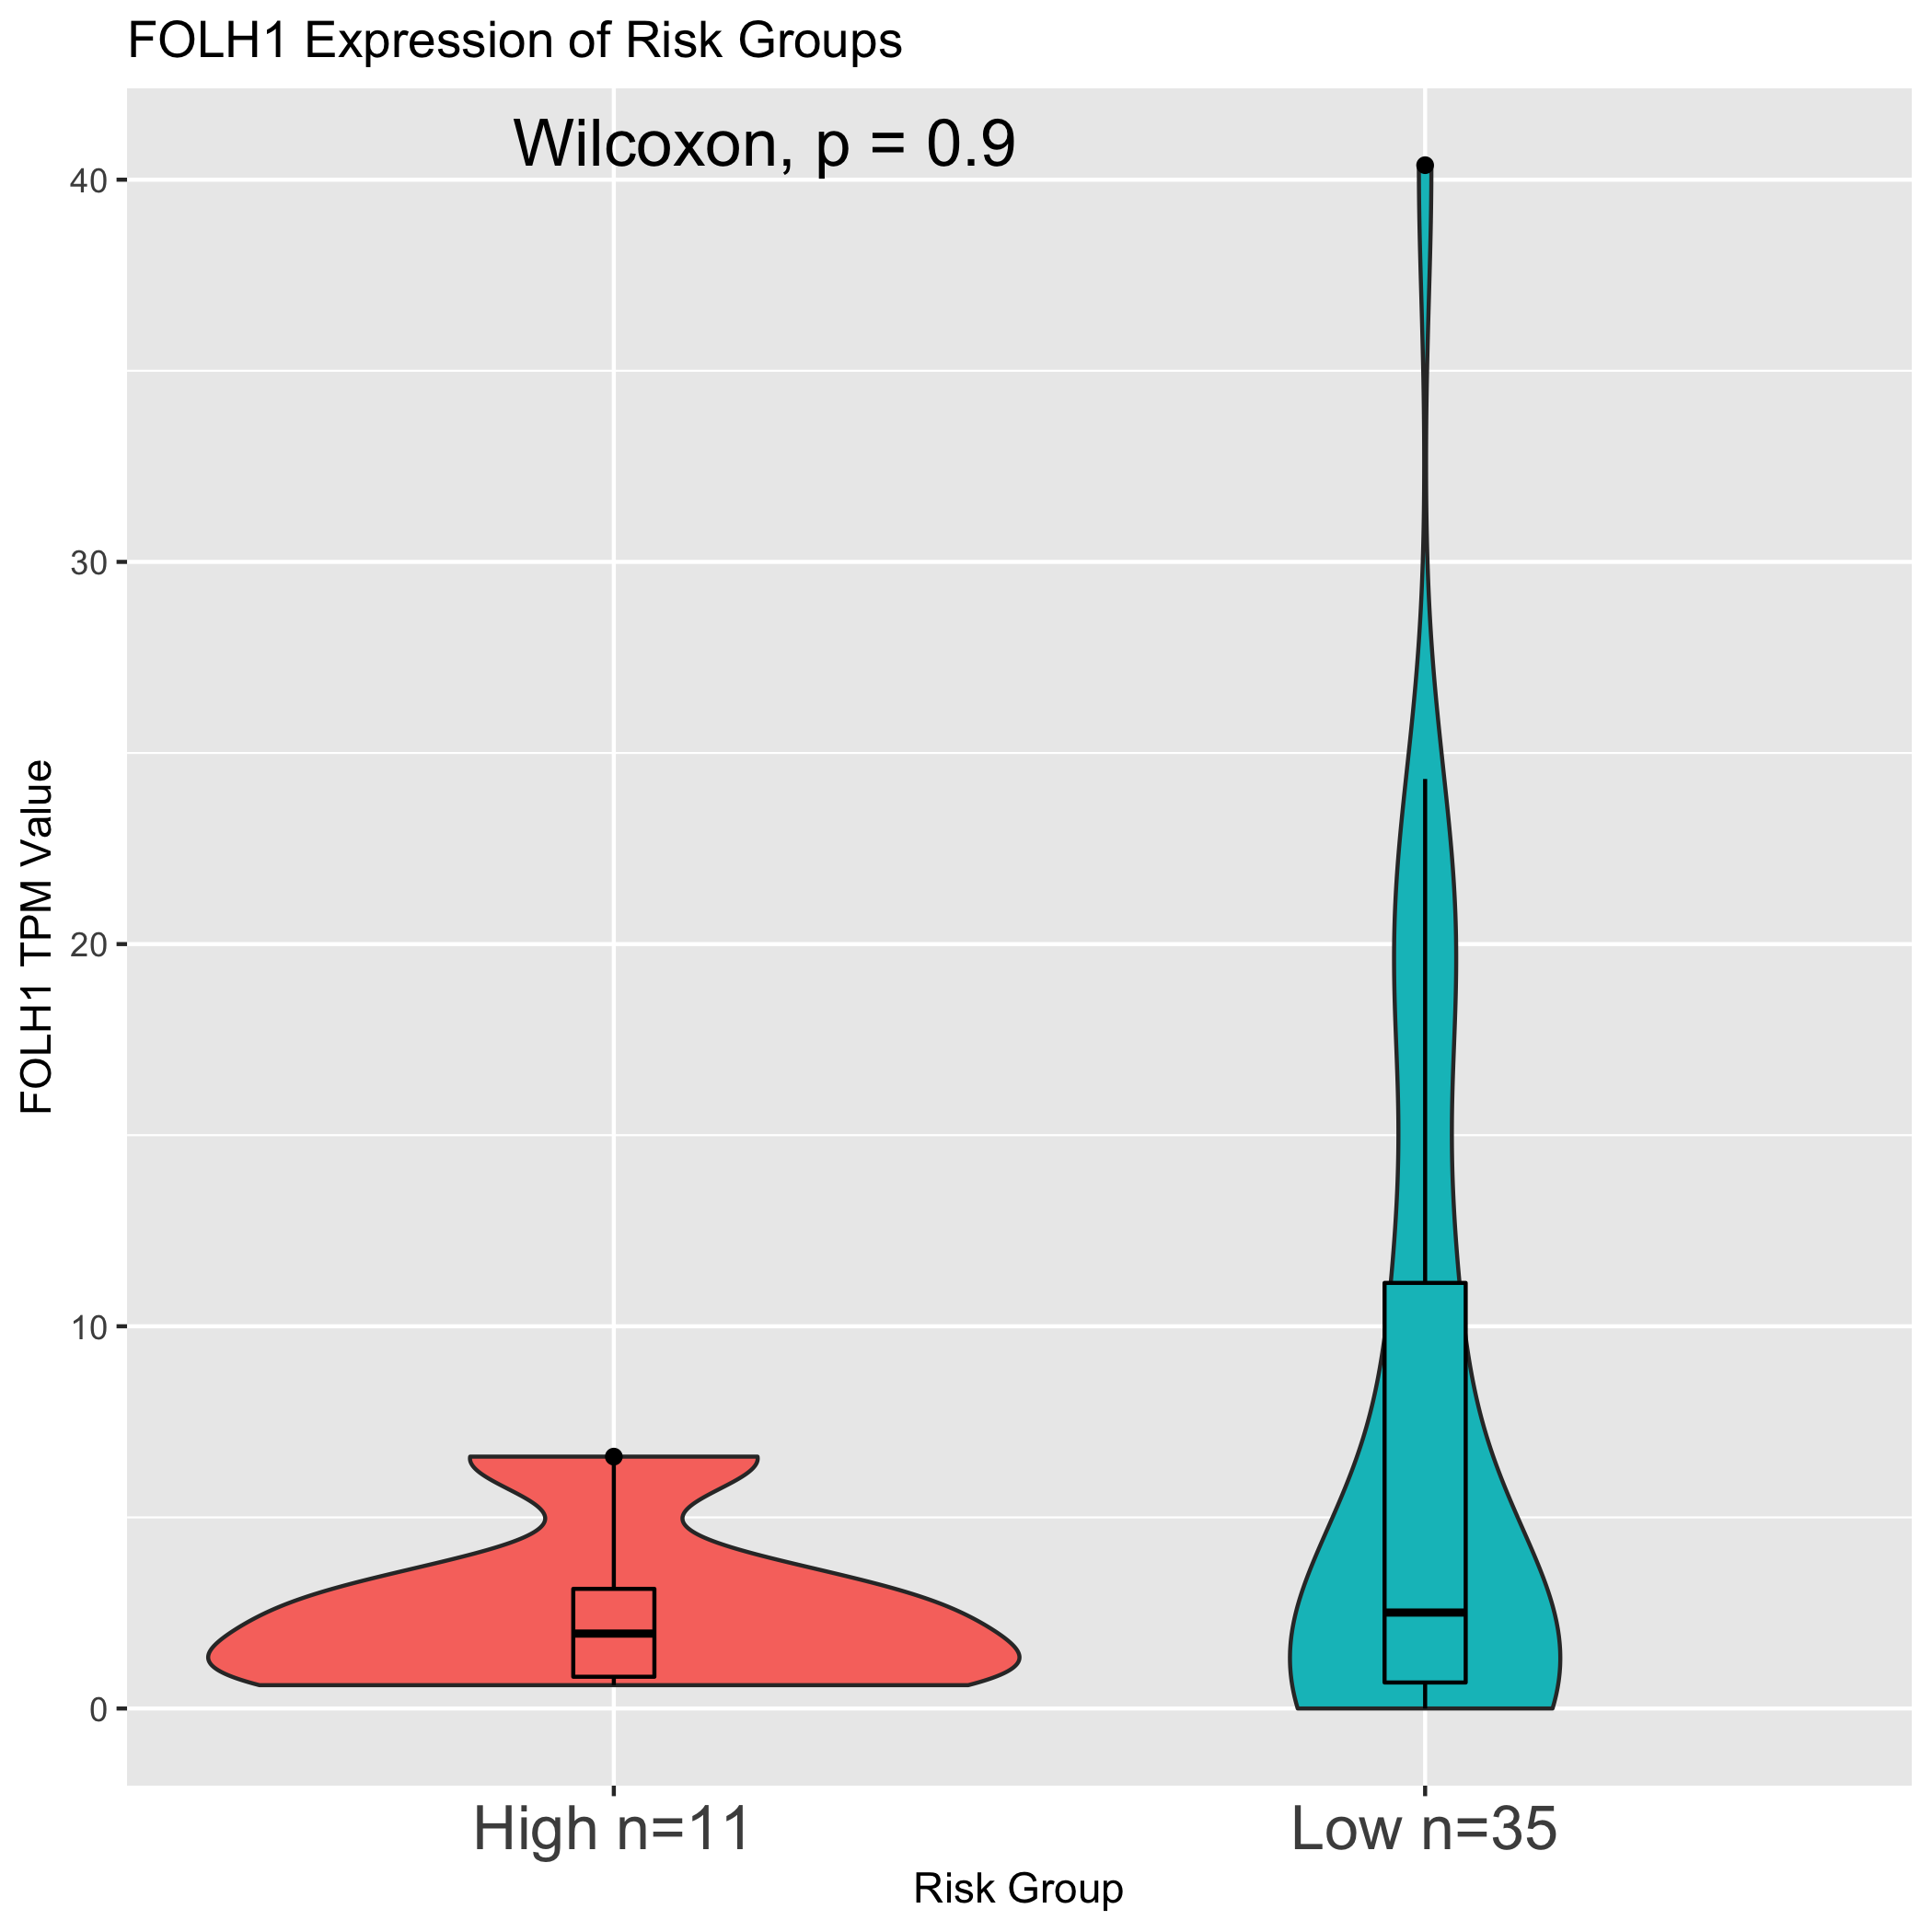 FOLH1 Expression of Risk Groups
Wilcoxon, p = 0.9
FOLH1 TPM Value
40
30
20
10
0
High n=11
Low n=35
Risk Group